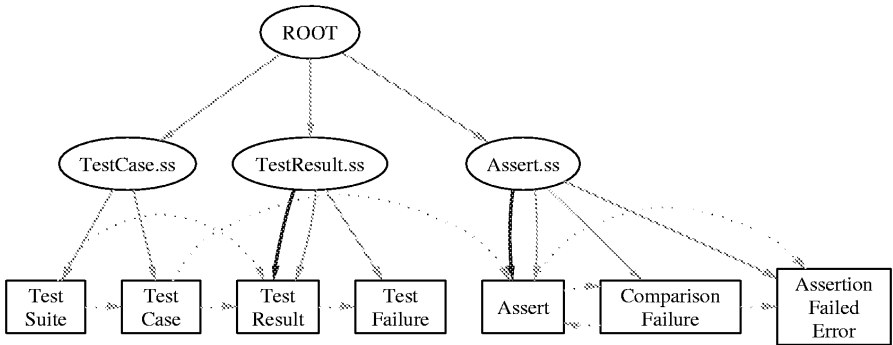 ROOT
TestCase.ss
TestResult.ss
Assert.ss
Test
Suite
Test
Case
Test
Result
Test
Failure
Assert
Comparison
Failure
Assertion
Failed
Error